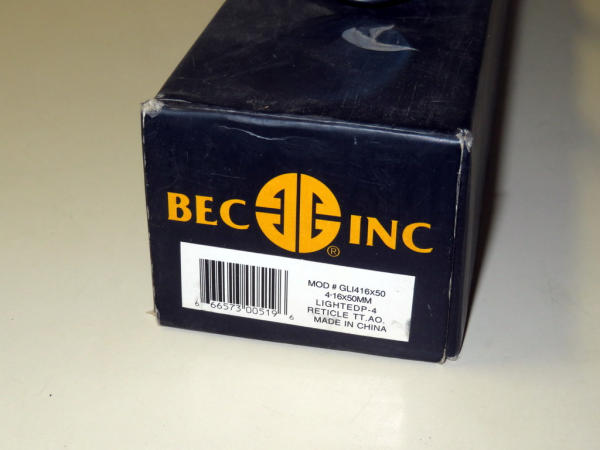 BEC INC
®
MOD # GLI416X50
4-16X50MM
LIGHTEDP-4
RETICLE TT.AO.
MADE IN CHINA
6 66573 00519 6